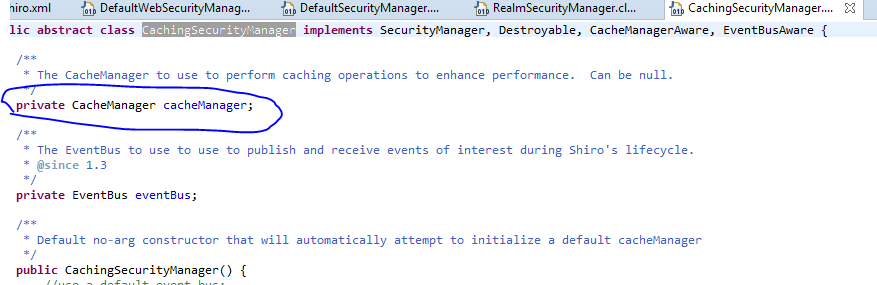 hiro.xml DefaultWebSecurityManag... DefaultSecurityManager.... RealmSecurityManager.cl... CachingSecurityManager....
lic abstract class CachingSecurityManager implements SecurityManager, Destroyable, CacheManagerAware, EventBusAware {
/**
* The CacheManager to use to perform caching operations to enhance performance.  Can be null.
*/
private CacheManager cacheManager;
/**
* The EventBus to use to use to publish and receive events of interest during Shiro's lifecycle.
* @since 1.3
*/
private EventBus eventBus;
/**
* Default no-arg constructor that will automatically attempt to initialize a default cacheManager
*/
public CachingSecurityManager() {
//use a default event bus: